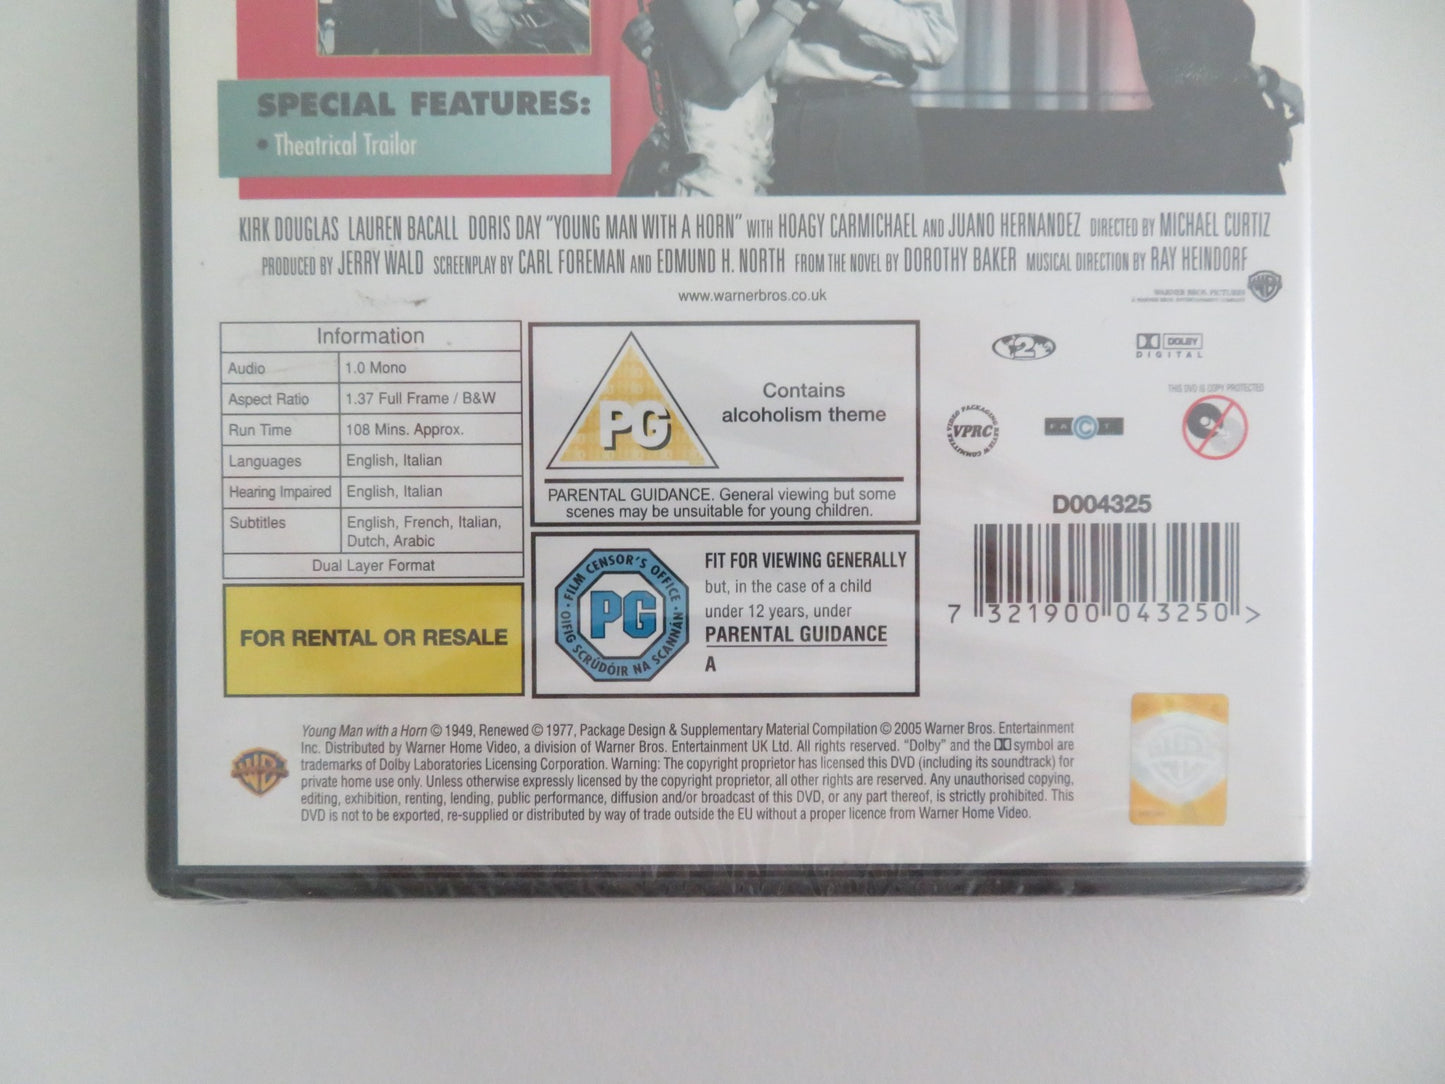 SPECIAL FEATURES:
• Theatrical Trailor
KIRK DOUGLAS LAUREN BACALL DORIS DAY "YOUNG MAN WITH A HORN" WITH HOAGY CARMICHAEL AND JUANO HERNANDEZ DIRECTED BY MICHAEL CURTIZ
PRODUCED BY JERRY WALD SCREENPLAY BY CARL FOREMAN AND EDMUND H. NORTH FROM THE NOVEL BY DOROTHY BAKER MUSICAL DIRECTION BY RAY HEINDORF
WARNER BROS. PICTURES
www.warnerbros.co.uk
Information
Audio 1.0 Mono
Aspect Ratio 1.37 Full Frame / B&W
Run Time 108 Mins. Approx.
Languages English, Italian
Hearing Impaired English, Italian
Subtitles English, French, Italian,
Dutch, Arabic
Dual Layer Format
FOR RENTAL OR RESALE
PG
Contains
alcoholism theme
PARENTAL GUIDANCE. General viewing but some
scenes may be unsuitable for young children.
FILM CENSOR'S OFFICE
PG
OIFIG SCRÚDÓIR NA SCANNÁN
FIT FOR VIEWING GENERALLY
but, in the case of a child
under 12 years, under
PARENTAL GUIDANCE
A
2
DOLBY
DIGITAL
THIS DVD IS COPY PROTECTED
VIDEO PACKAGING REVIEW COMMITTEE
VPRC
FACT
D004325
7 321900 043250 >
Young Man with a Horn © 1949, Renewed © 1977, Package Design & Supplementary Material Compilation © 2005 Warner Bros. Entertainment
Inc. Distributed by Warner Home Video, a division of Warner Bros. Entertainment UK Ltd. All rights reserved. "Dolby" and the DD symbol are
trademarks of Dolby Laboratories Licensing Corporation. Warning: The copyright proprietor has licensed this DVD (including its soundtrack) for
private home use only. Unless otherwise expressly licensed by the copyright proprietor, all other rights are reserved. Any unauthorised copying,
editing, exhibition, renting, lending, public performance, diffusion and/or broadcast of this DVD, or any part thereof, is strictly prohibited. This
DVD is not to be exported, re-supplied or distributed by way of trade outside the EU without a proper licence from Warner Home Video.